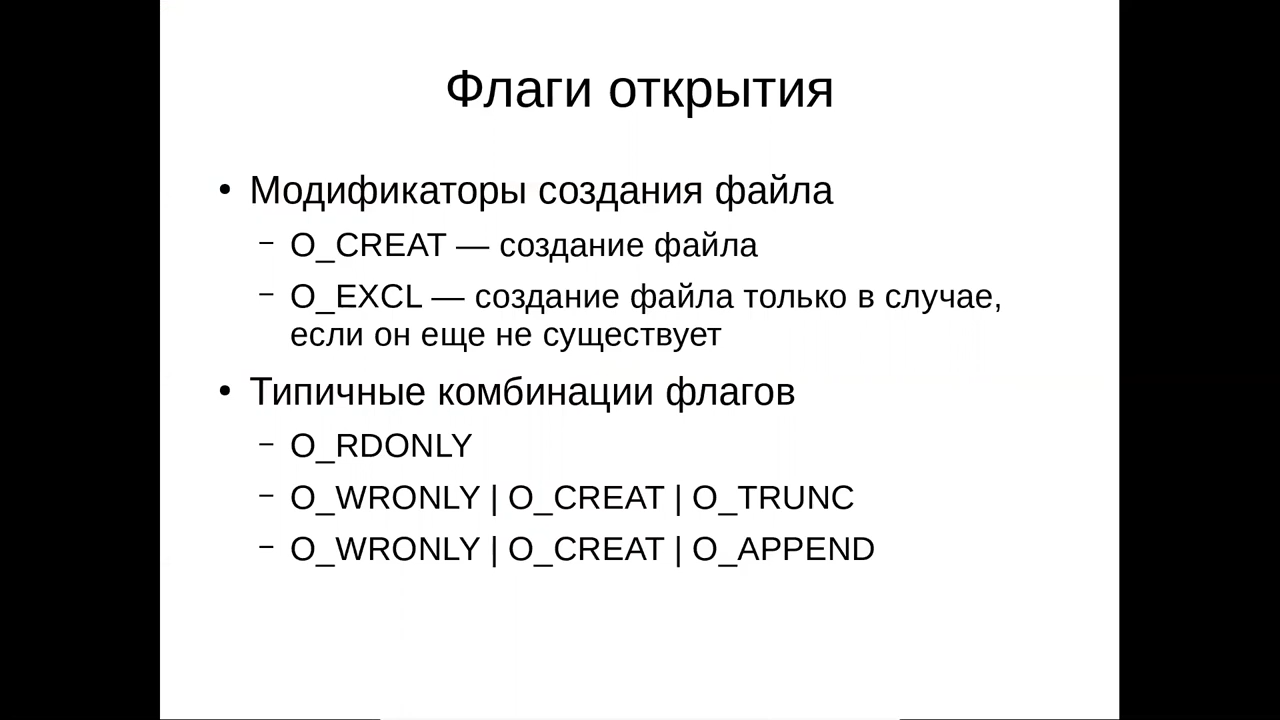 Флаги открытия
● Модификаторы создания файла
– O_CREAT — создание файла
– O_EXCL — создание файла только в случае,
если он еще не существует
● Типичные комбинации флагов
– O_RDONLY
– O_WRONLY | O_CREAT | O_TRUNC
– O_WRONLY | O_CREAT | O_APPEND